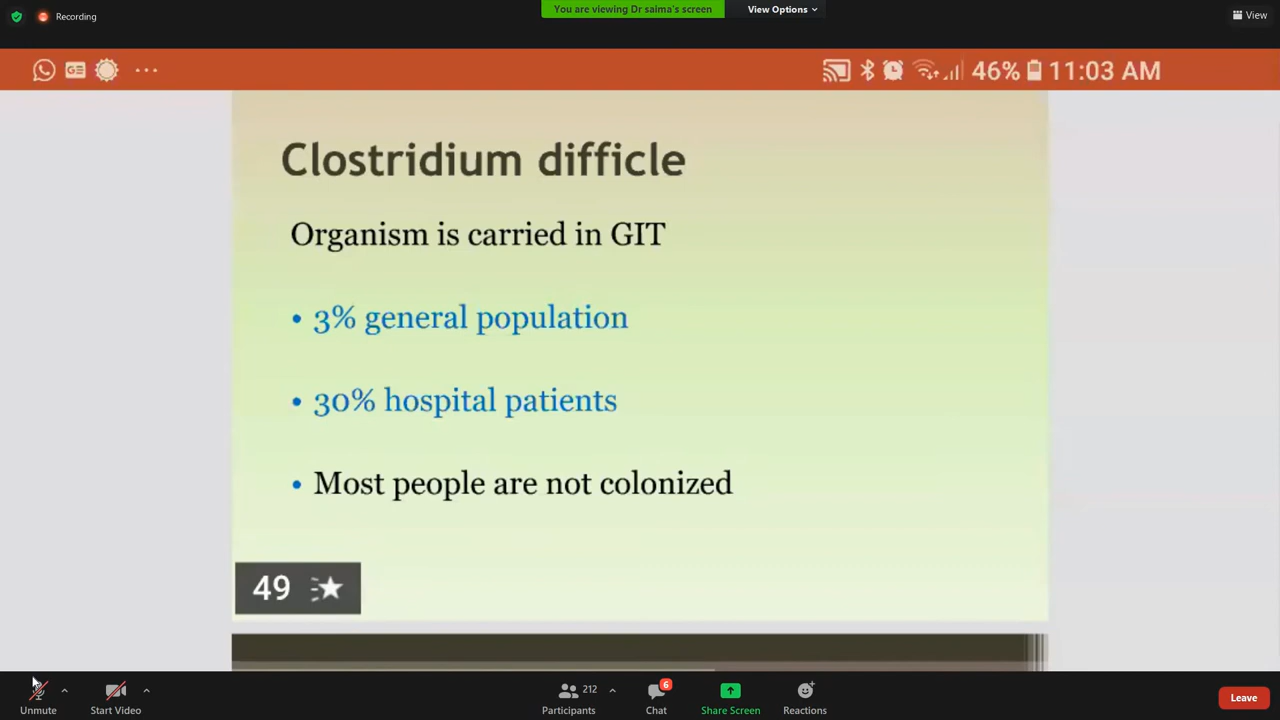 Recording
You are viewing Dr saima's screen
View Options
View
GE
46% 11:03 AM
Clostridium difficle
Organism is carried in GIT
• 3% general population
• 30% hospital patients
• Most people are not colonized
49
Unmute
Start Video
212
Participants
6
Chat
Share Screen
Reactions
Leave